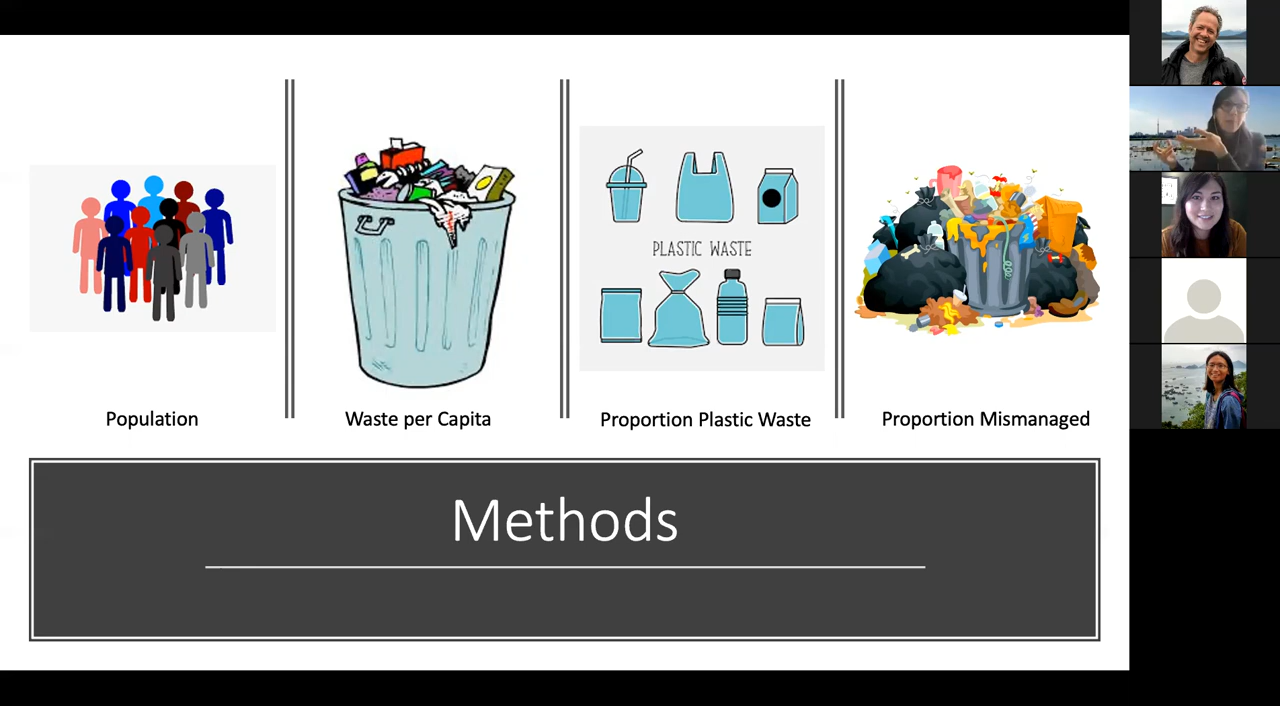 PLASTIC WASTE
Population
Waste per Capita
Proportion Plastic Waste
Proportion Mismanaged
Methods